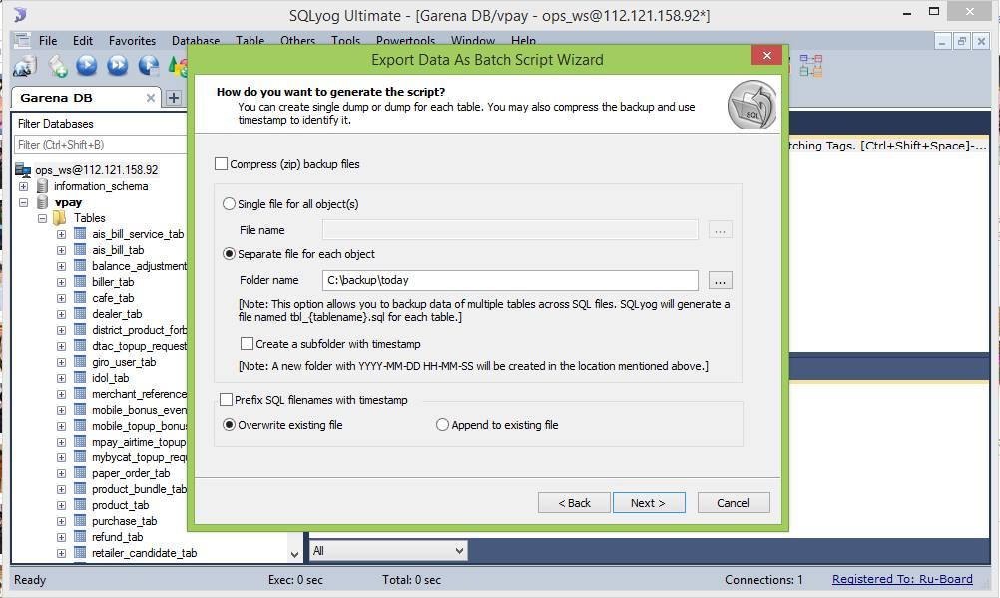 SQLyog Ultimate - [Garena DB/vpay - ops_ws@112.121.158.92*]
File Edit Favorites Database Table Others Tools Powertools Window Help
Export Data As Batch Script Wizard
Garena DB
How do you want to generate the script?
You can create single dump or dump for each table. You may also compress the backup and use
timestamp to identify it.
SQL
Filter Databases
Filter (Ctrl+Shift+B)
tching Tags. [Ctrl+Shift+Space]-...
ops_ws@112.121.158.92
information_schema
vpay
Tables
ais_bill_service_tab
ais_bill_tab
balance_adjustment
biller_tab
cafe_tab
dealer_tab
district_product_forb
dtac_topup_request
giro_user_tab
idol_tab
merchant_reference
mobile_bonus_even
mobile_topup_bonus
mpay_airtime_topup
mybycat_topup_requ
paper_order_tab
product_bundle_tab
product_tab
purchase_tab
refund_tab
retailer_candidate_tab
Compress (zip) backup files
Single file for all object(s)
File name
...
Separate file for each object
Folder name C:\backup\today ...
[Note: This option allows you to backup data of multiple tables across SQL files. SQLyog will generate a
file named tbl_{tablename}.sql for each table.]
Create a subfolder with timestamp
[Note: A new folder with YYYY-MM-DD HH-MM-SS will be created in the location mentioned above.]
Prefix SQL filenames with timestamp
Overwrite existing file Append to existing file
< Back Next > Cancel
All
Ready Exec: 0 sec Total: 0 sec Connections: 1 Registered To: Ru-Board